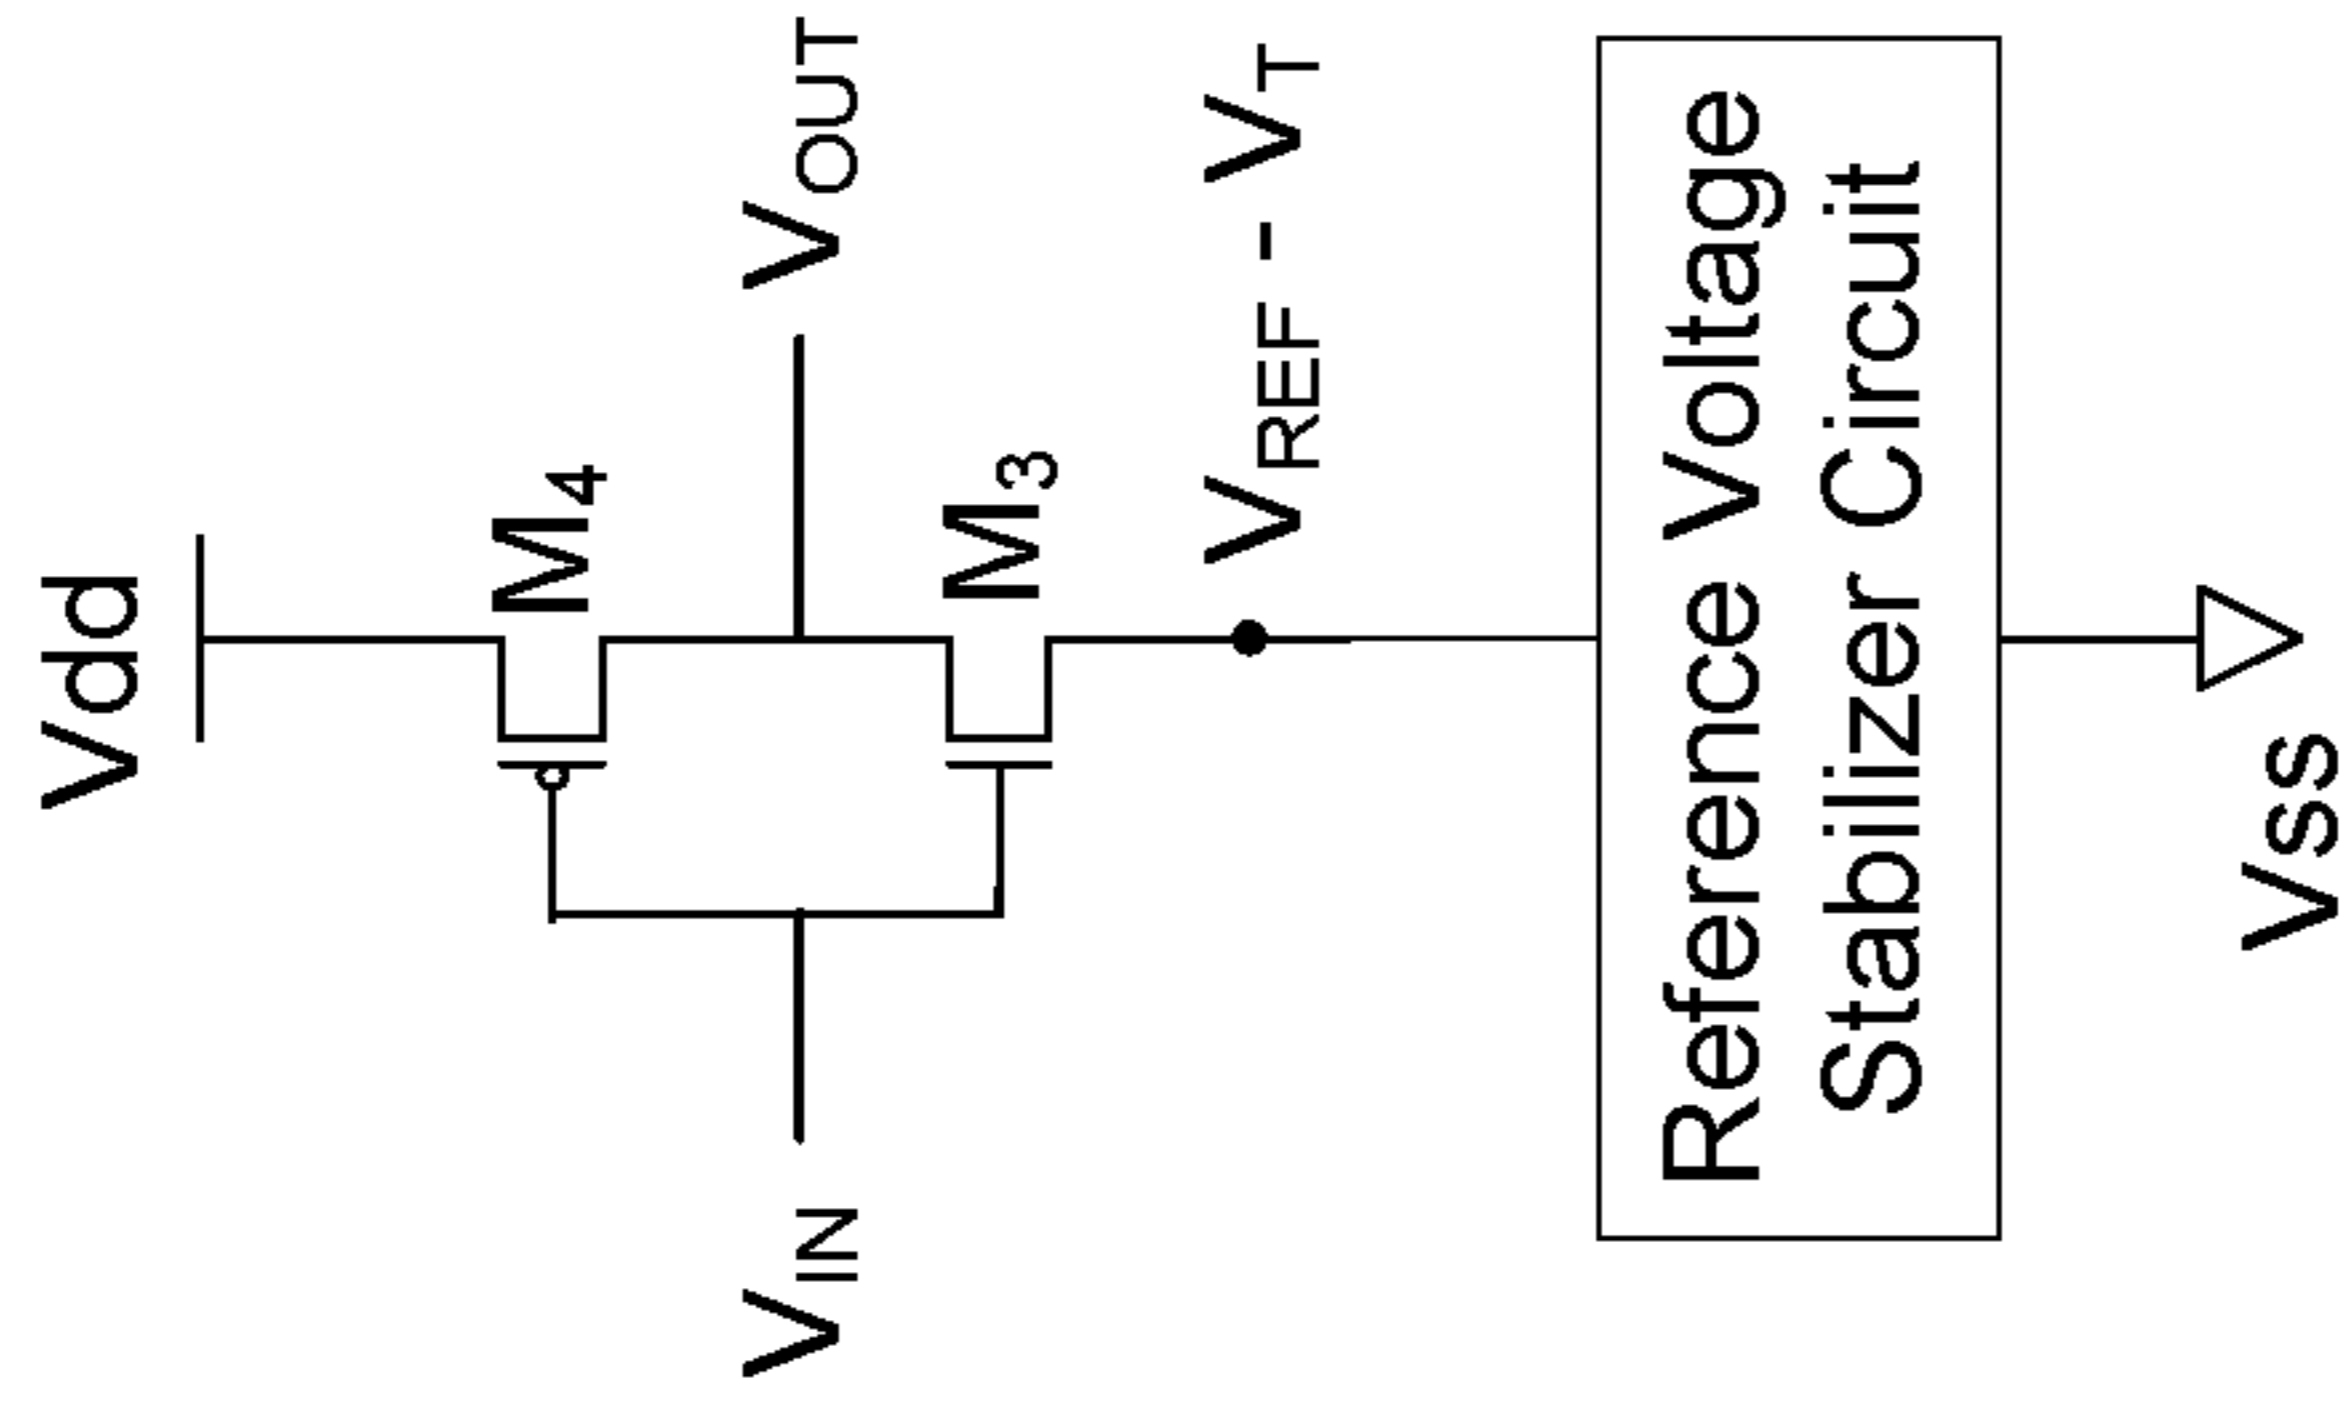 Vdd
M4
VIN
VOUT
M3
VREF - VT
Reference Voltage
Stabilizer Circuit
Vss